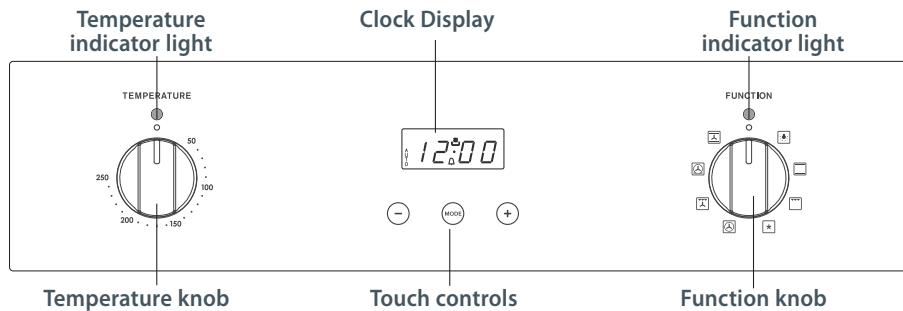 Temperature
indicator light
Clock Display
Function
indicator light
TEMPERATURE
50
100
150
200
250
AUTO
12:00
MODE
FUNCTION
Temperature knob
Touch controls
Function knob